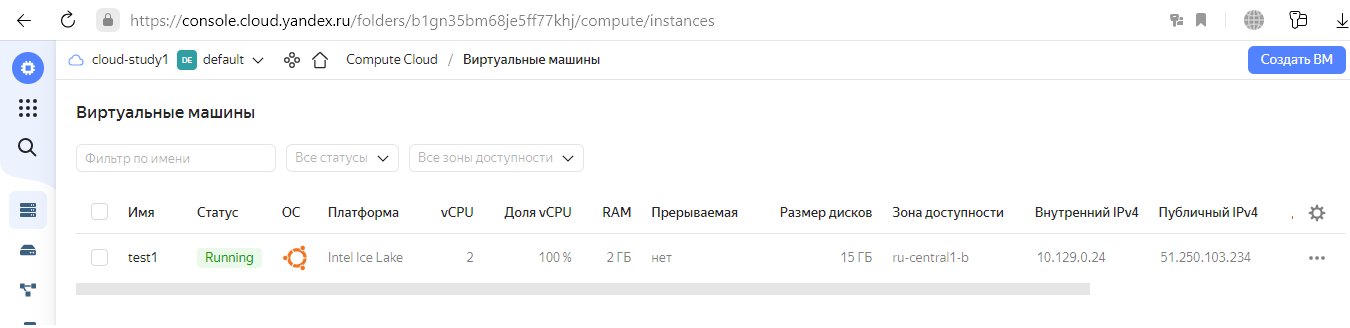 https://console.cloud.yandex.ru/folders/b1gn35bm68je5ff77khj/compute/instances
cloud-study1 DE default Compute Cloud / Виртуальные машины Создать ВМ
Виртуальные машины
Фильтр по имени Все статусы Все зоны доступности
Имя Статус ОС Платформа vCPU Доля vCPU RAM Прерываемая Размер дисков Зона доступности Внутренний IPv4 Публичный IPv4
test1 Running Intel Ice Lake 2 100 % 2 ГБ нет 15 ГБ ru-central1-b 10.129.0.24 51.250.103.234